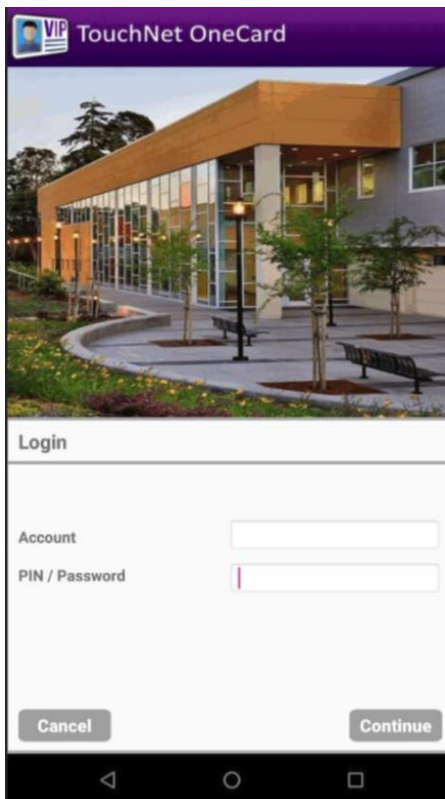 VIP
TouchNet OneCard
Login
Account
PIN / Password
Cancel
Continue